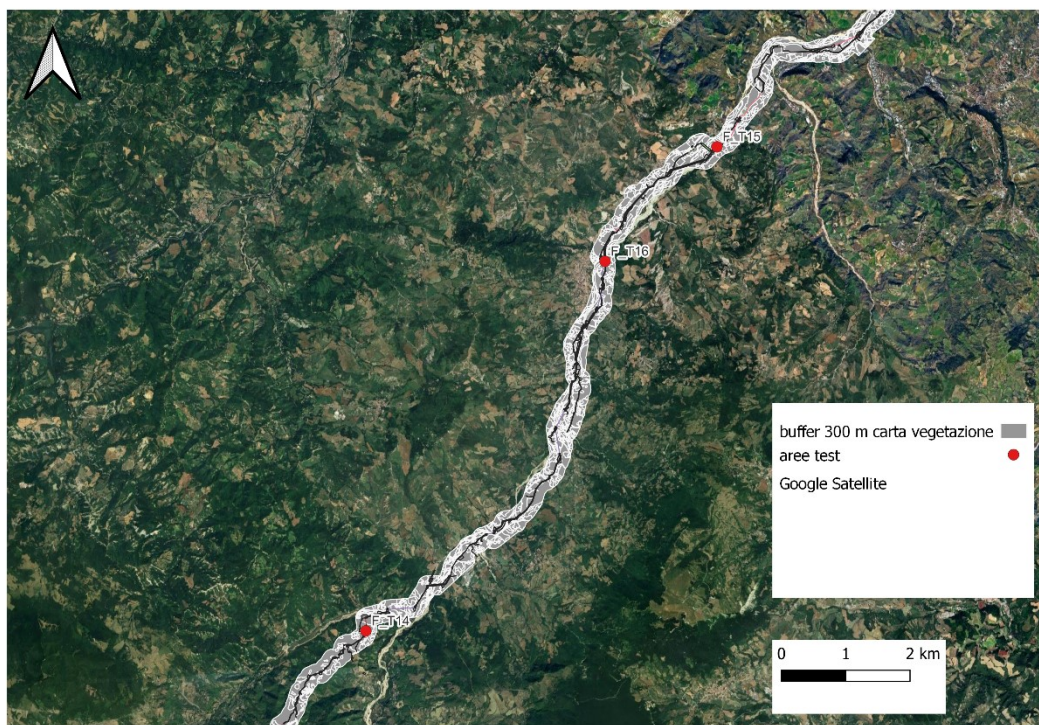 F_T15
F_T16
buffer 300 m carta vegetazione
aree test
Google Satellite
F_T14
0 1 2 km